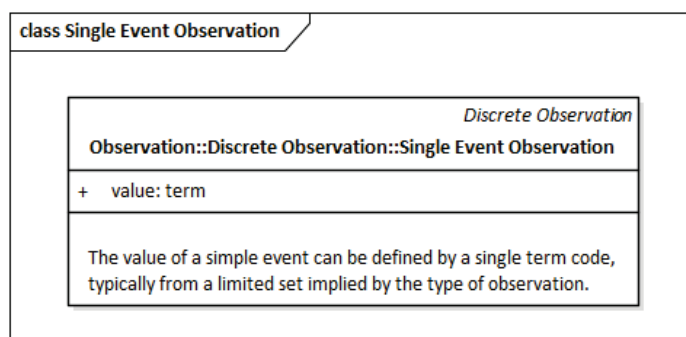 class Single Event Observation
Discrete Observation
Observation::Discrete Observation::Single Event Observation
+ value: term
The value of a simple event can be defined by a single term code,
typically from a limited set implied by the type of observation.